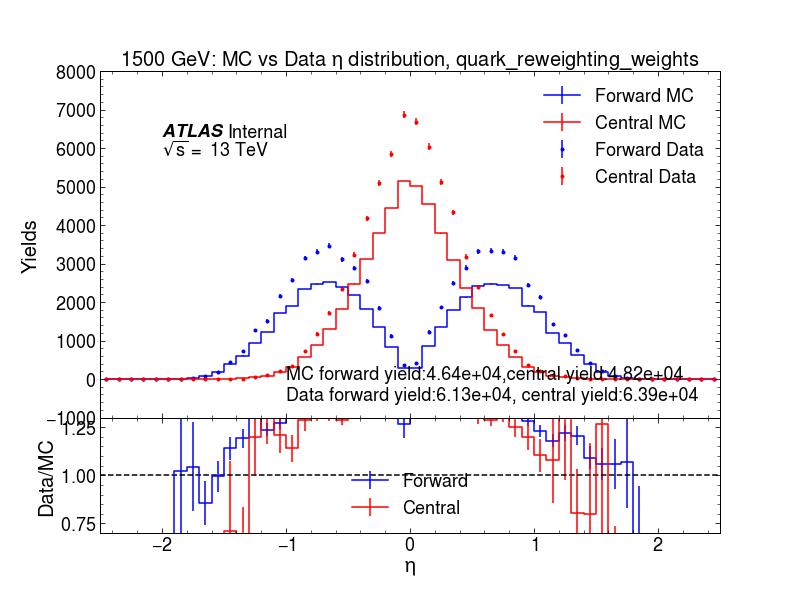 1500 GeV: MC vs Data η distribution, quark_reweighting_weights
8000
7000
6000
5000
4000
3000
2000
1000
0
−1000
Yields
ATLAS Internal
√s = 13 TeV
Forward MC
Central MC
Forward Data
Central Data
MC forward yield:4.64e+04,central yield:4.82e+04
Data forward yield:6.13e+04, central yield:6.39e+04
1.25
1.00
0.75
Data/MC
Forward
Central
−2 −1 0 1 2
η